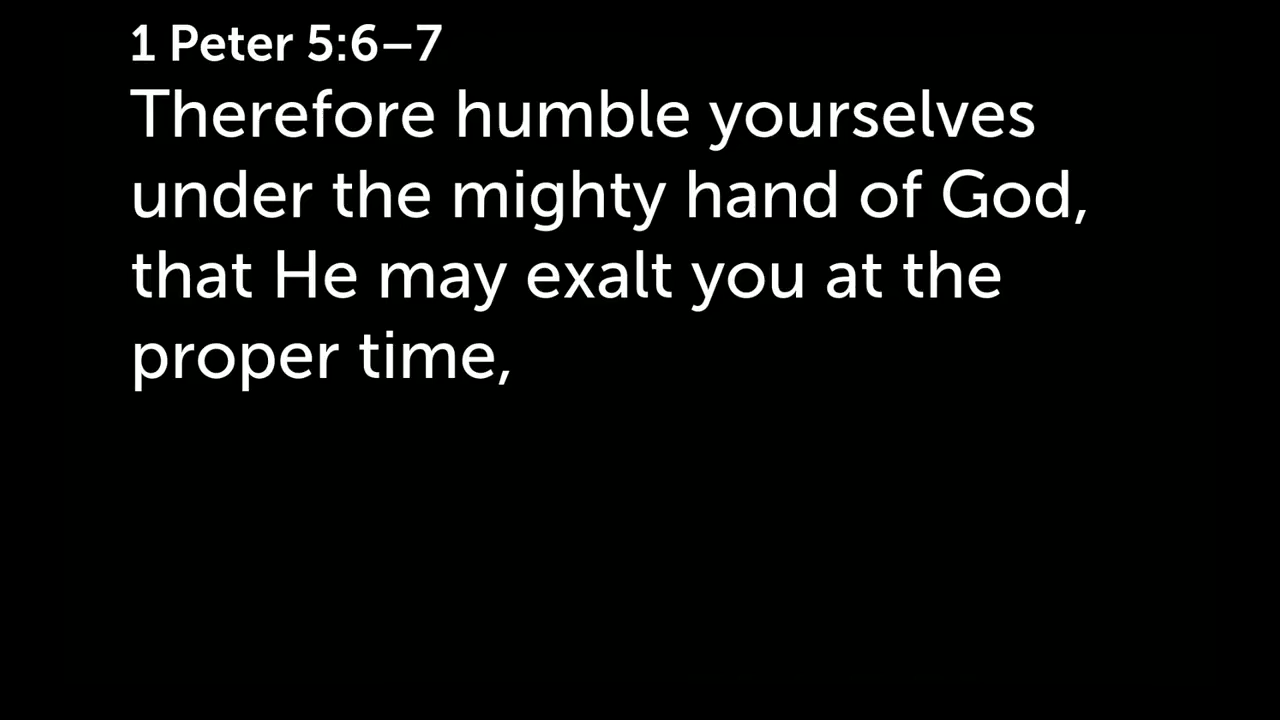 1 Peter 5:6–7
Therefore humble yourselves
under the mighty hand of God,
that He may exalt you at the
proper time,